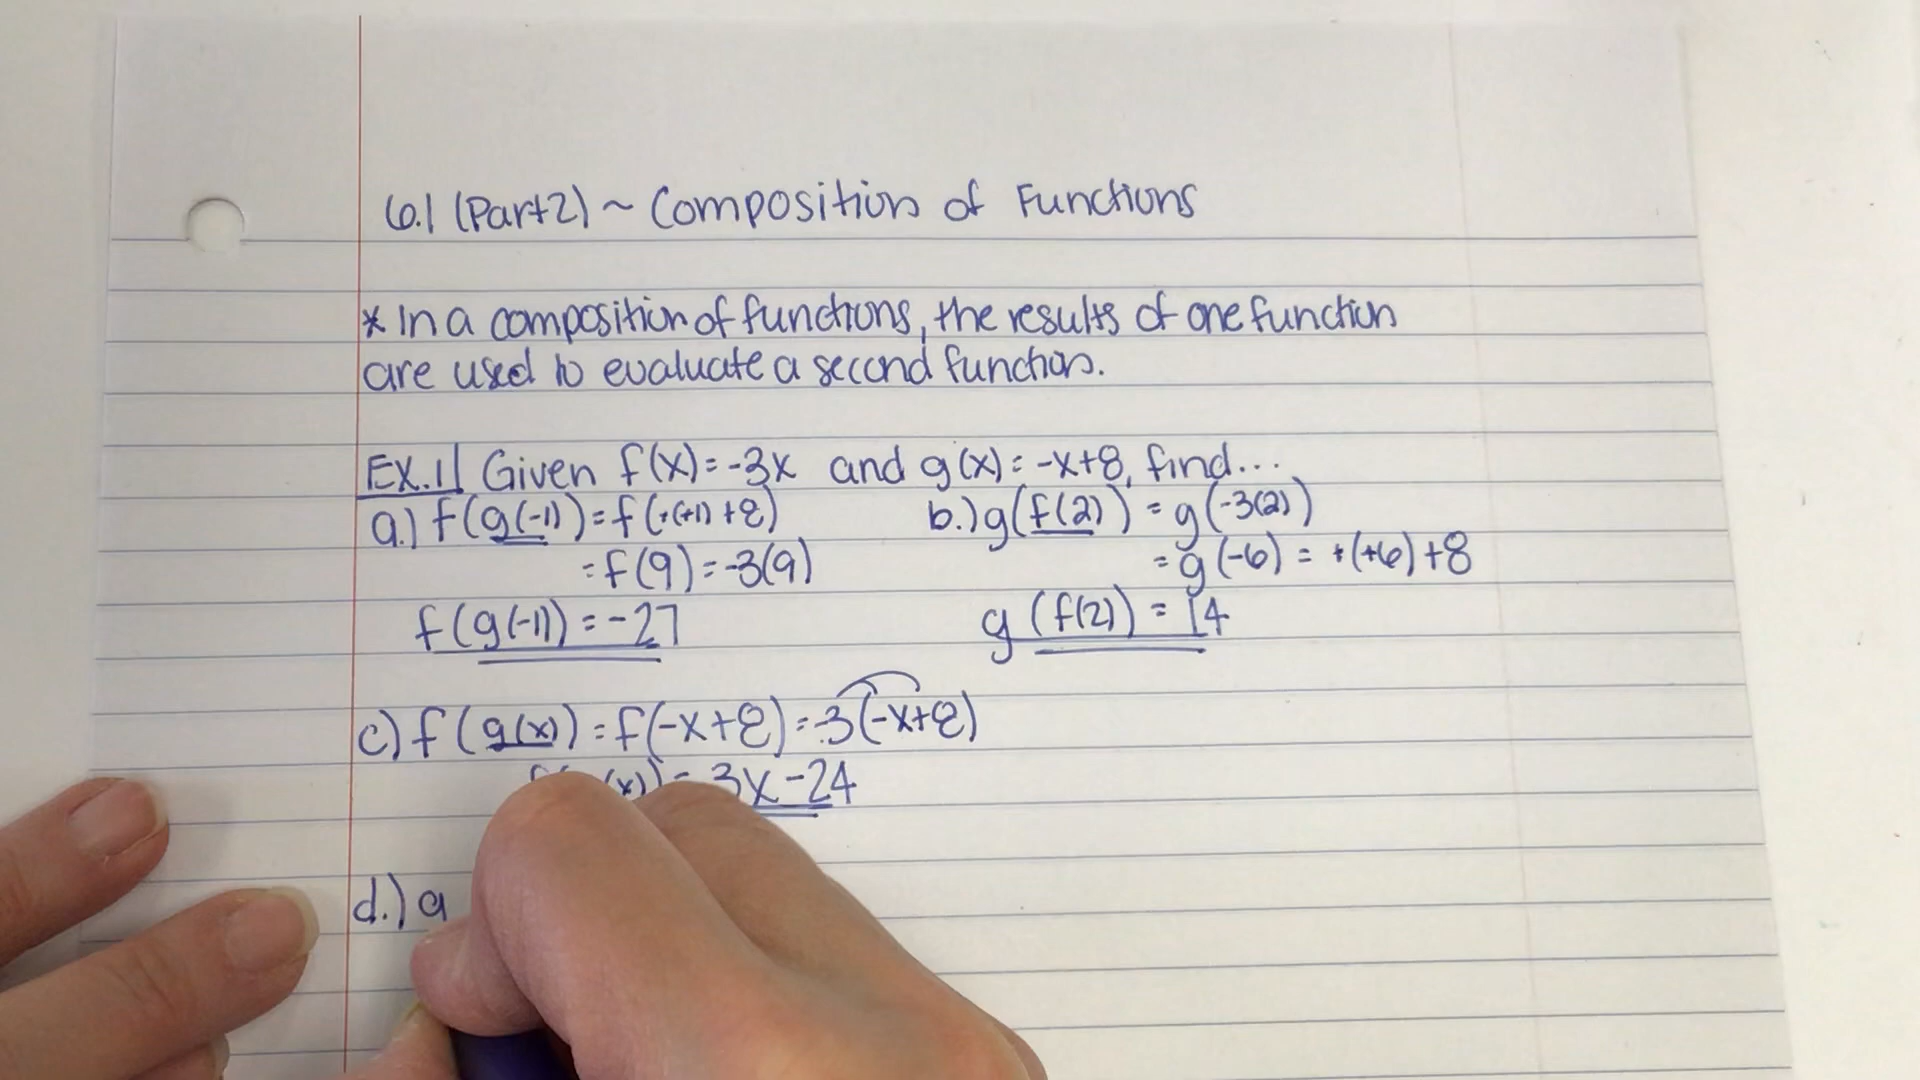 6.1 (Part 2) ~ Composition of Functions
* In a composition of functions, the results of one function
are used to evaluate a second function.
EX.1 Given f(x) = -3x and g(x) = -x+8, find...
a.) f(g(-1)) = f(+(+1)+8)
= f(9) = -3(9)
f(g(-1)) = -27
b.) g(f(2)) = g(-3(2))
= g(-6) = +(+6)+8
g(f(2)) = 14
c.) f(g(x)) = f(-x+8) = -3(-x+8)
(x)) = 3x-24
d.)